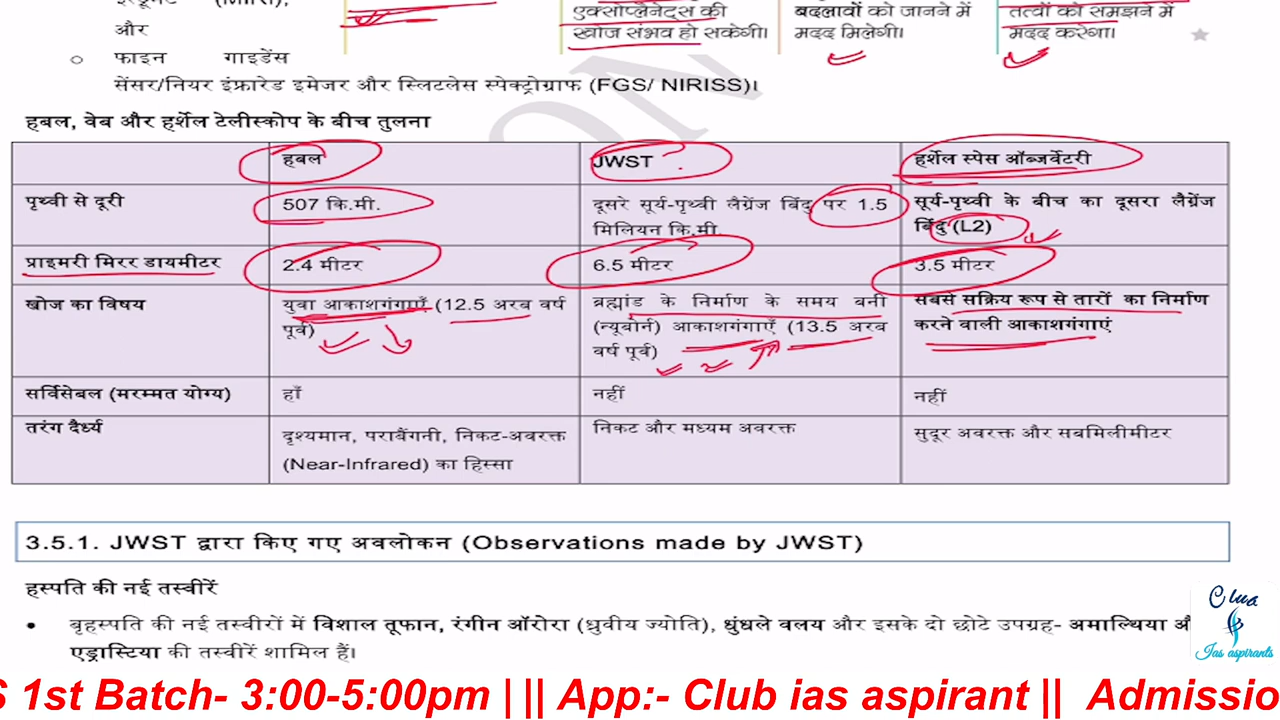 और
फाइन गाइडेंस
सेंसर/नियर इंफ्रारेड इमेजर और स्लिटलेस स्पेक्ट्रोग्राफ (FGS/ NIRISS)।
एक्सोप्लैनेट्स की
खोज संभव हो सकेगी।
बदलावों को जानने में
मदद मिलेगी।
तत्वों को समझने में
मदद करेगा।
हबल, वेब और हर्शेल टेलीस्कोप के बीच तुलना
हबल JWST हर्शेल स्पेस ऑब्जर्वेटरी
पृथ्वी से दूरी
507 कि.मी.
दूसरे सूर्य-पृथ्वी लैग्रेंज बिंदु पर 1.5
मिलियन कि.मी.
सूर्य-पृथ्वी के बीच का दूसरा लैग्रेंज
बिंदु (L2)
प्राइमरी मिरर डायमीटर 2.4 मीटर 6.5 मीटर 3.5 मीटर
खोज का विषय
युवा आकाशगंगाएँ (12.5 अरब वर्ष
पूर्व)
ब्रह्मांड के निर्माण के समय बनी
(न्यूबोर्न) आकाशगंगाएँ (13.5 अरब
वर्ष पूर्व)
सबसे सक्रिय रूप से तारों का निर्माण
करने वाली आकाशगंगाएं
सर्विसेबल (मरम्मत योग्य) हाँ नहीं नहीं
तरंग दैर्ध्य
दृश्यमान, पराबैंगनी, निकट-अवरक्त
(Near-Infrared) का हिस्सा
निकट और मध्यम अवरक्त
सुदूर अवरक्त और सबमिलीमीटर
3.5.1. JWST द्वारा किए गए अवलोकन (Observations made by JWST)
हस्पति की नई तस्वीरें
• बृहस्पति की नई तस्वीरों में विशाल तूफान, रंगीन ऑरोरा (ध्रुवीय ज्योति), धुंधले वलय और इसके दो छोटे उपग्रह- अमाल्थिया औ
एड्रास्टिया की तस्वीरें शामिल हैं।
Club
Ias aspirants
S 1st Batch- 3:00-5:00pm | || App:- Club ias aspirant || Admissio